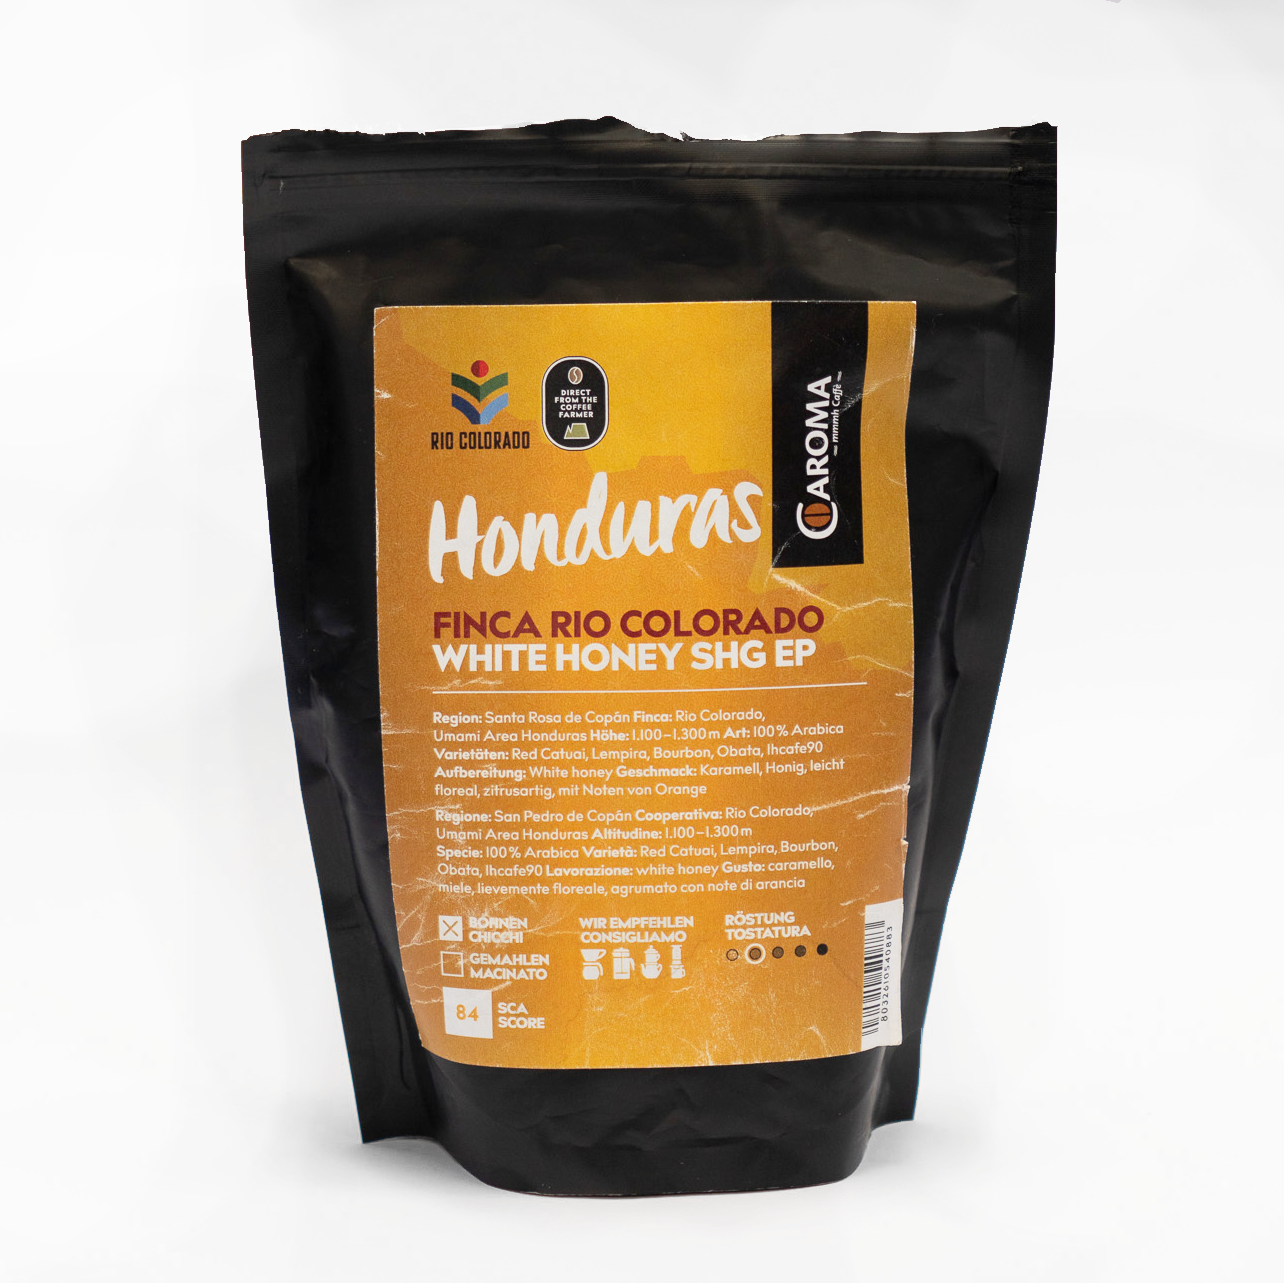 RIO COLORADO
DIRECT
FROM THE
COFFEE
FARMER
CAROMA
– mmmh Caffè –
Honduras
FINCA RIO COLORADO
WHITE HONEY SHG EP
Region: Santa Rosa de Copán Finca: Rio Colorado,
Umami Area Honduras Höhe: 1.100–1.300 m Art: 100 % Arabica
Varietäten: Red Catuai, Lempira, Bourbon, Obata, Ihcafe90
Aufbereitung: White honey Geschmack: Karamell, Honig, leicht
floreal, zitrusartig, mit Noten von Orange
Regione: San Pedro de Copán Cooperativa: Rio Colorado,
Umami Area Honduras Altitudine: 1.100–1.300 m
Specie: 100 % Arabica Varietà: Red Catuai, Lempira, Bourbon,
Obata, Ihcafe90 Lavorazione: white honey Gusto: caramello,
miele, lievemente floreale, agrumato con note di arancia
BOHNEN
CHICCHI
GEMAHLEN
MACINATO
WIR EMPFEHLEN
CONSIGLIAMO
RÖSTUNG
TOSTATURA
84
SCA
SCORE
8032610540883